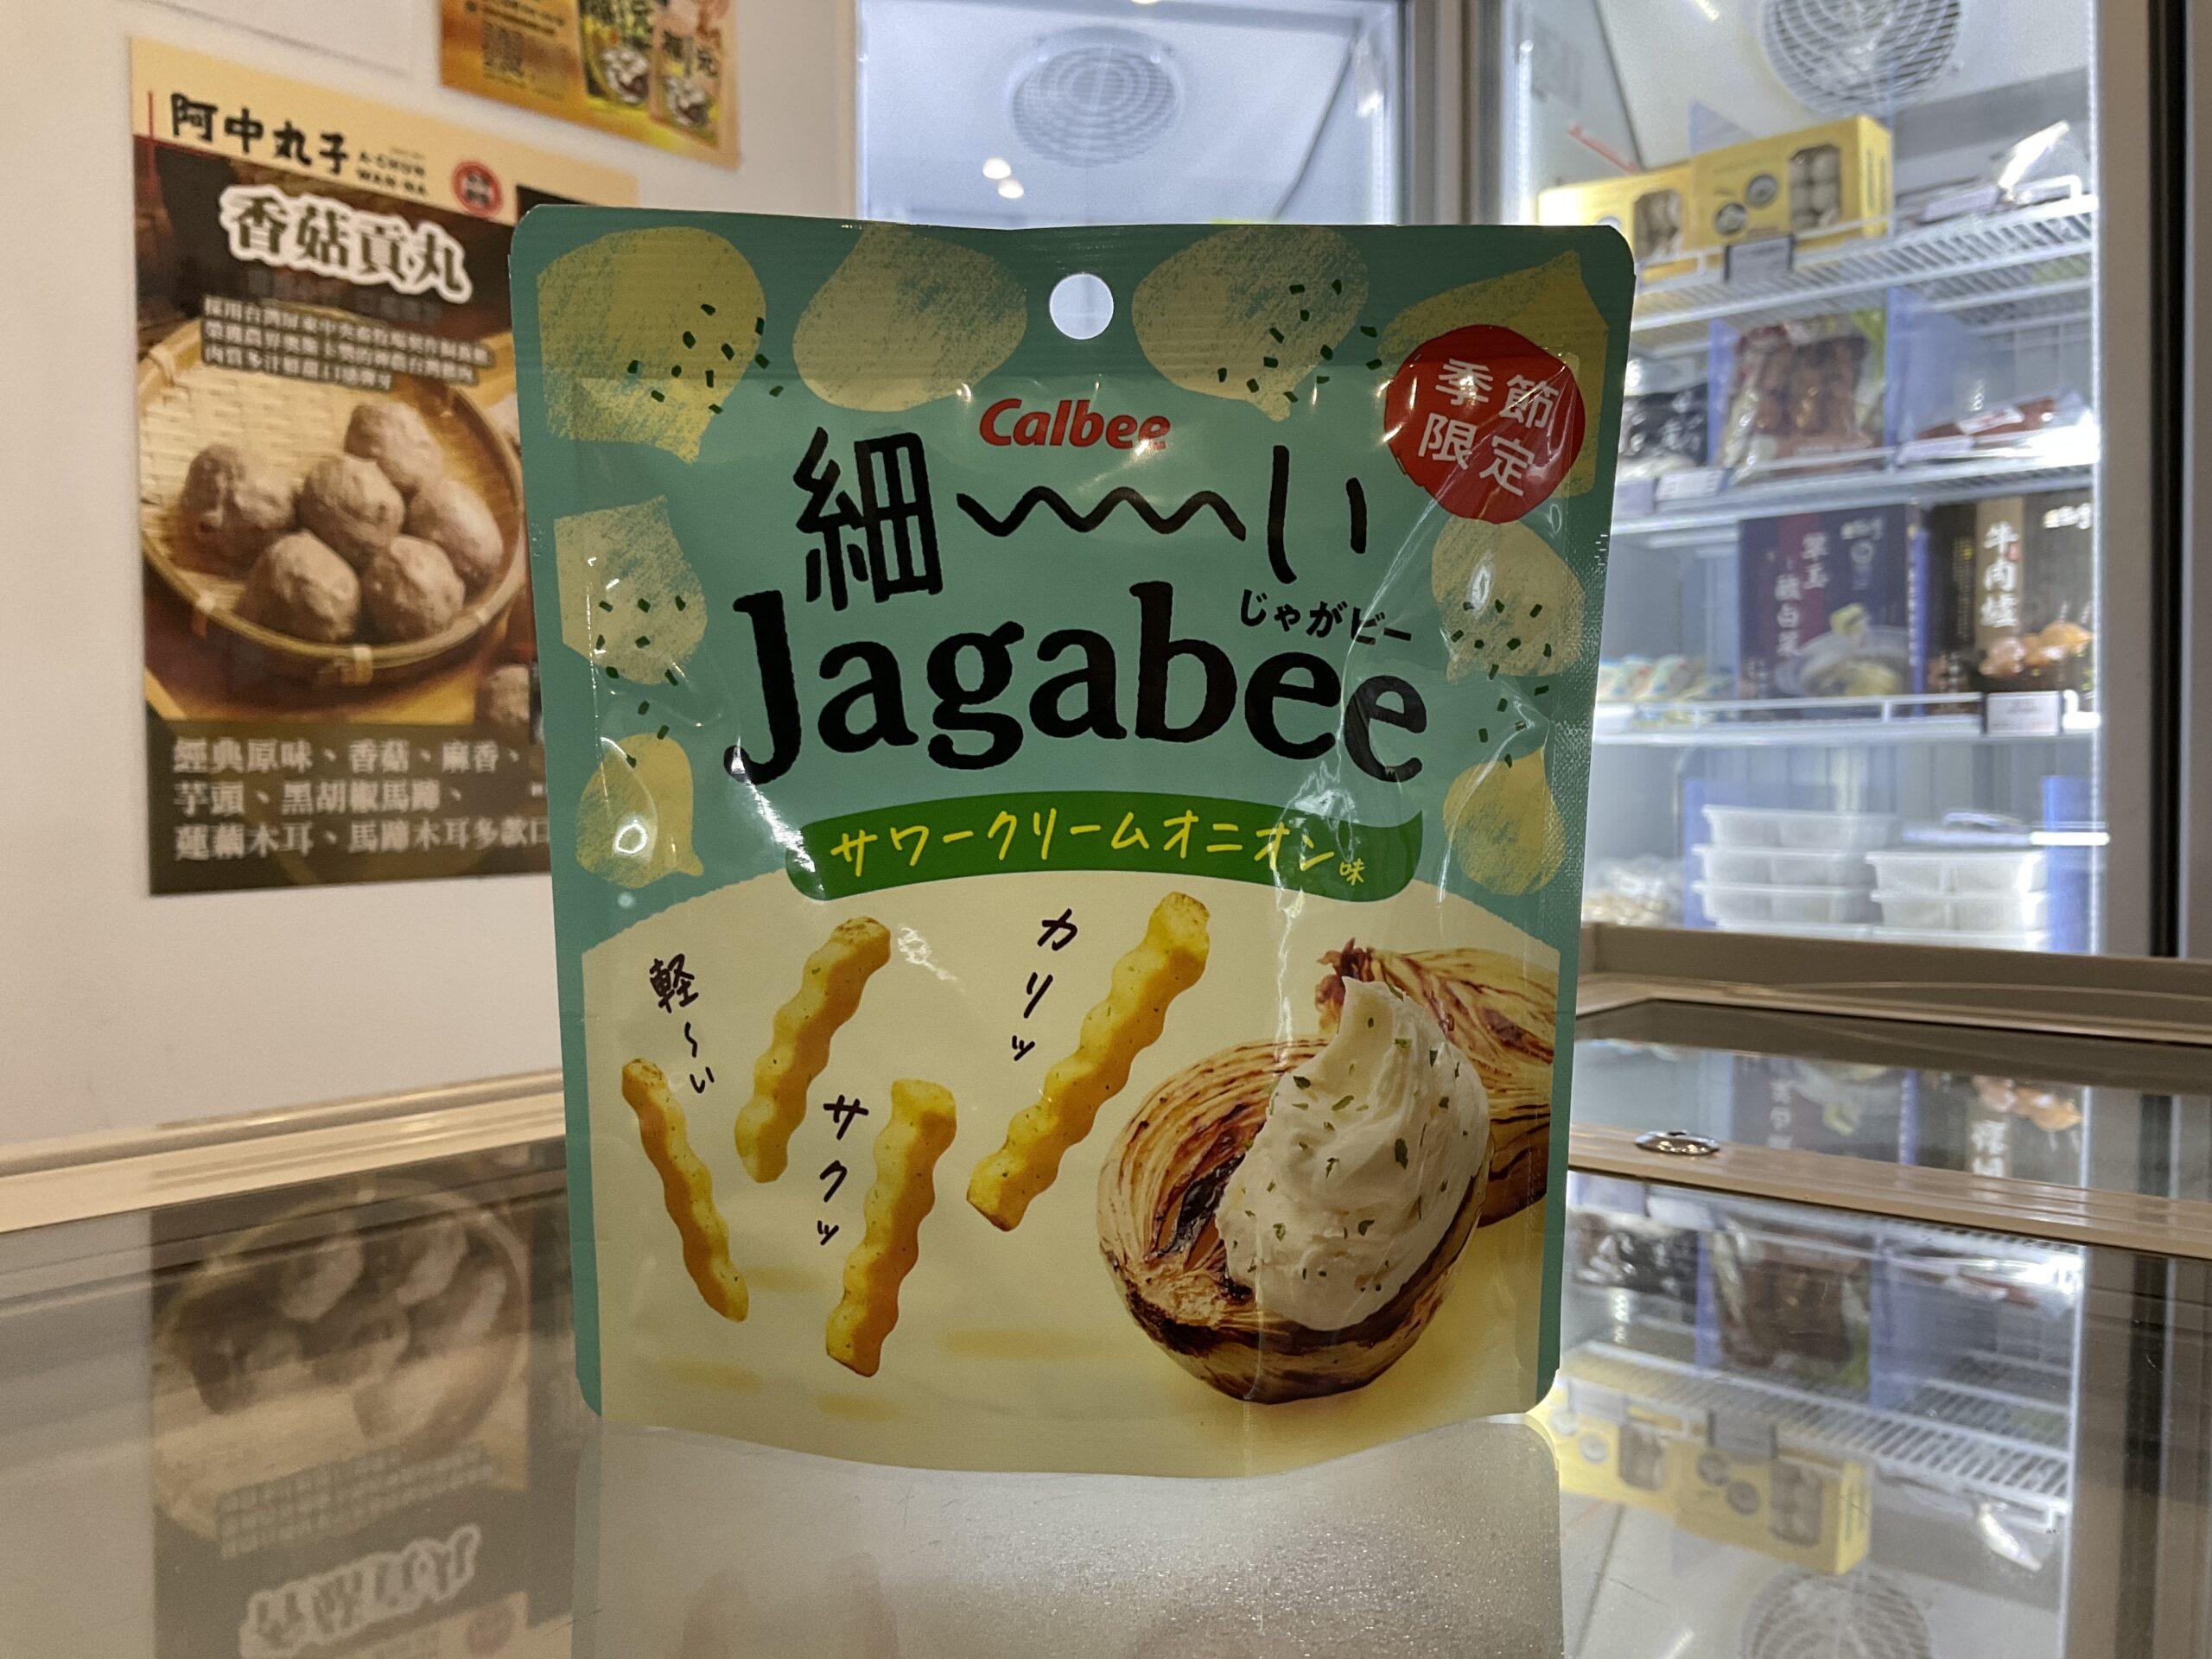 阿中丸子
香菇貢丸
經典原味、香菇、麻香、
芋頭、黑胡椒馬蹄、
蓮藕木耳、馬蹄木耳多款口
Calbee
季節
限定
細〜〜い
じゃがビー
Jagabee
サワークリームオニオン味
軽〜い
サクッ
カリッ
牛肉爐
酸白菜